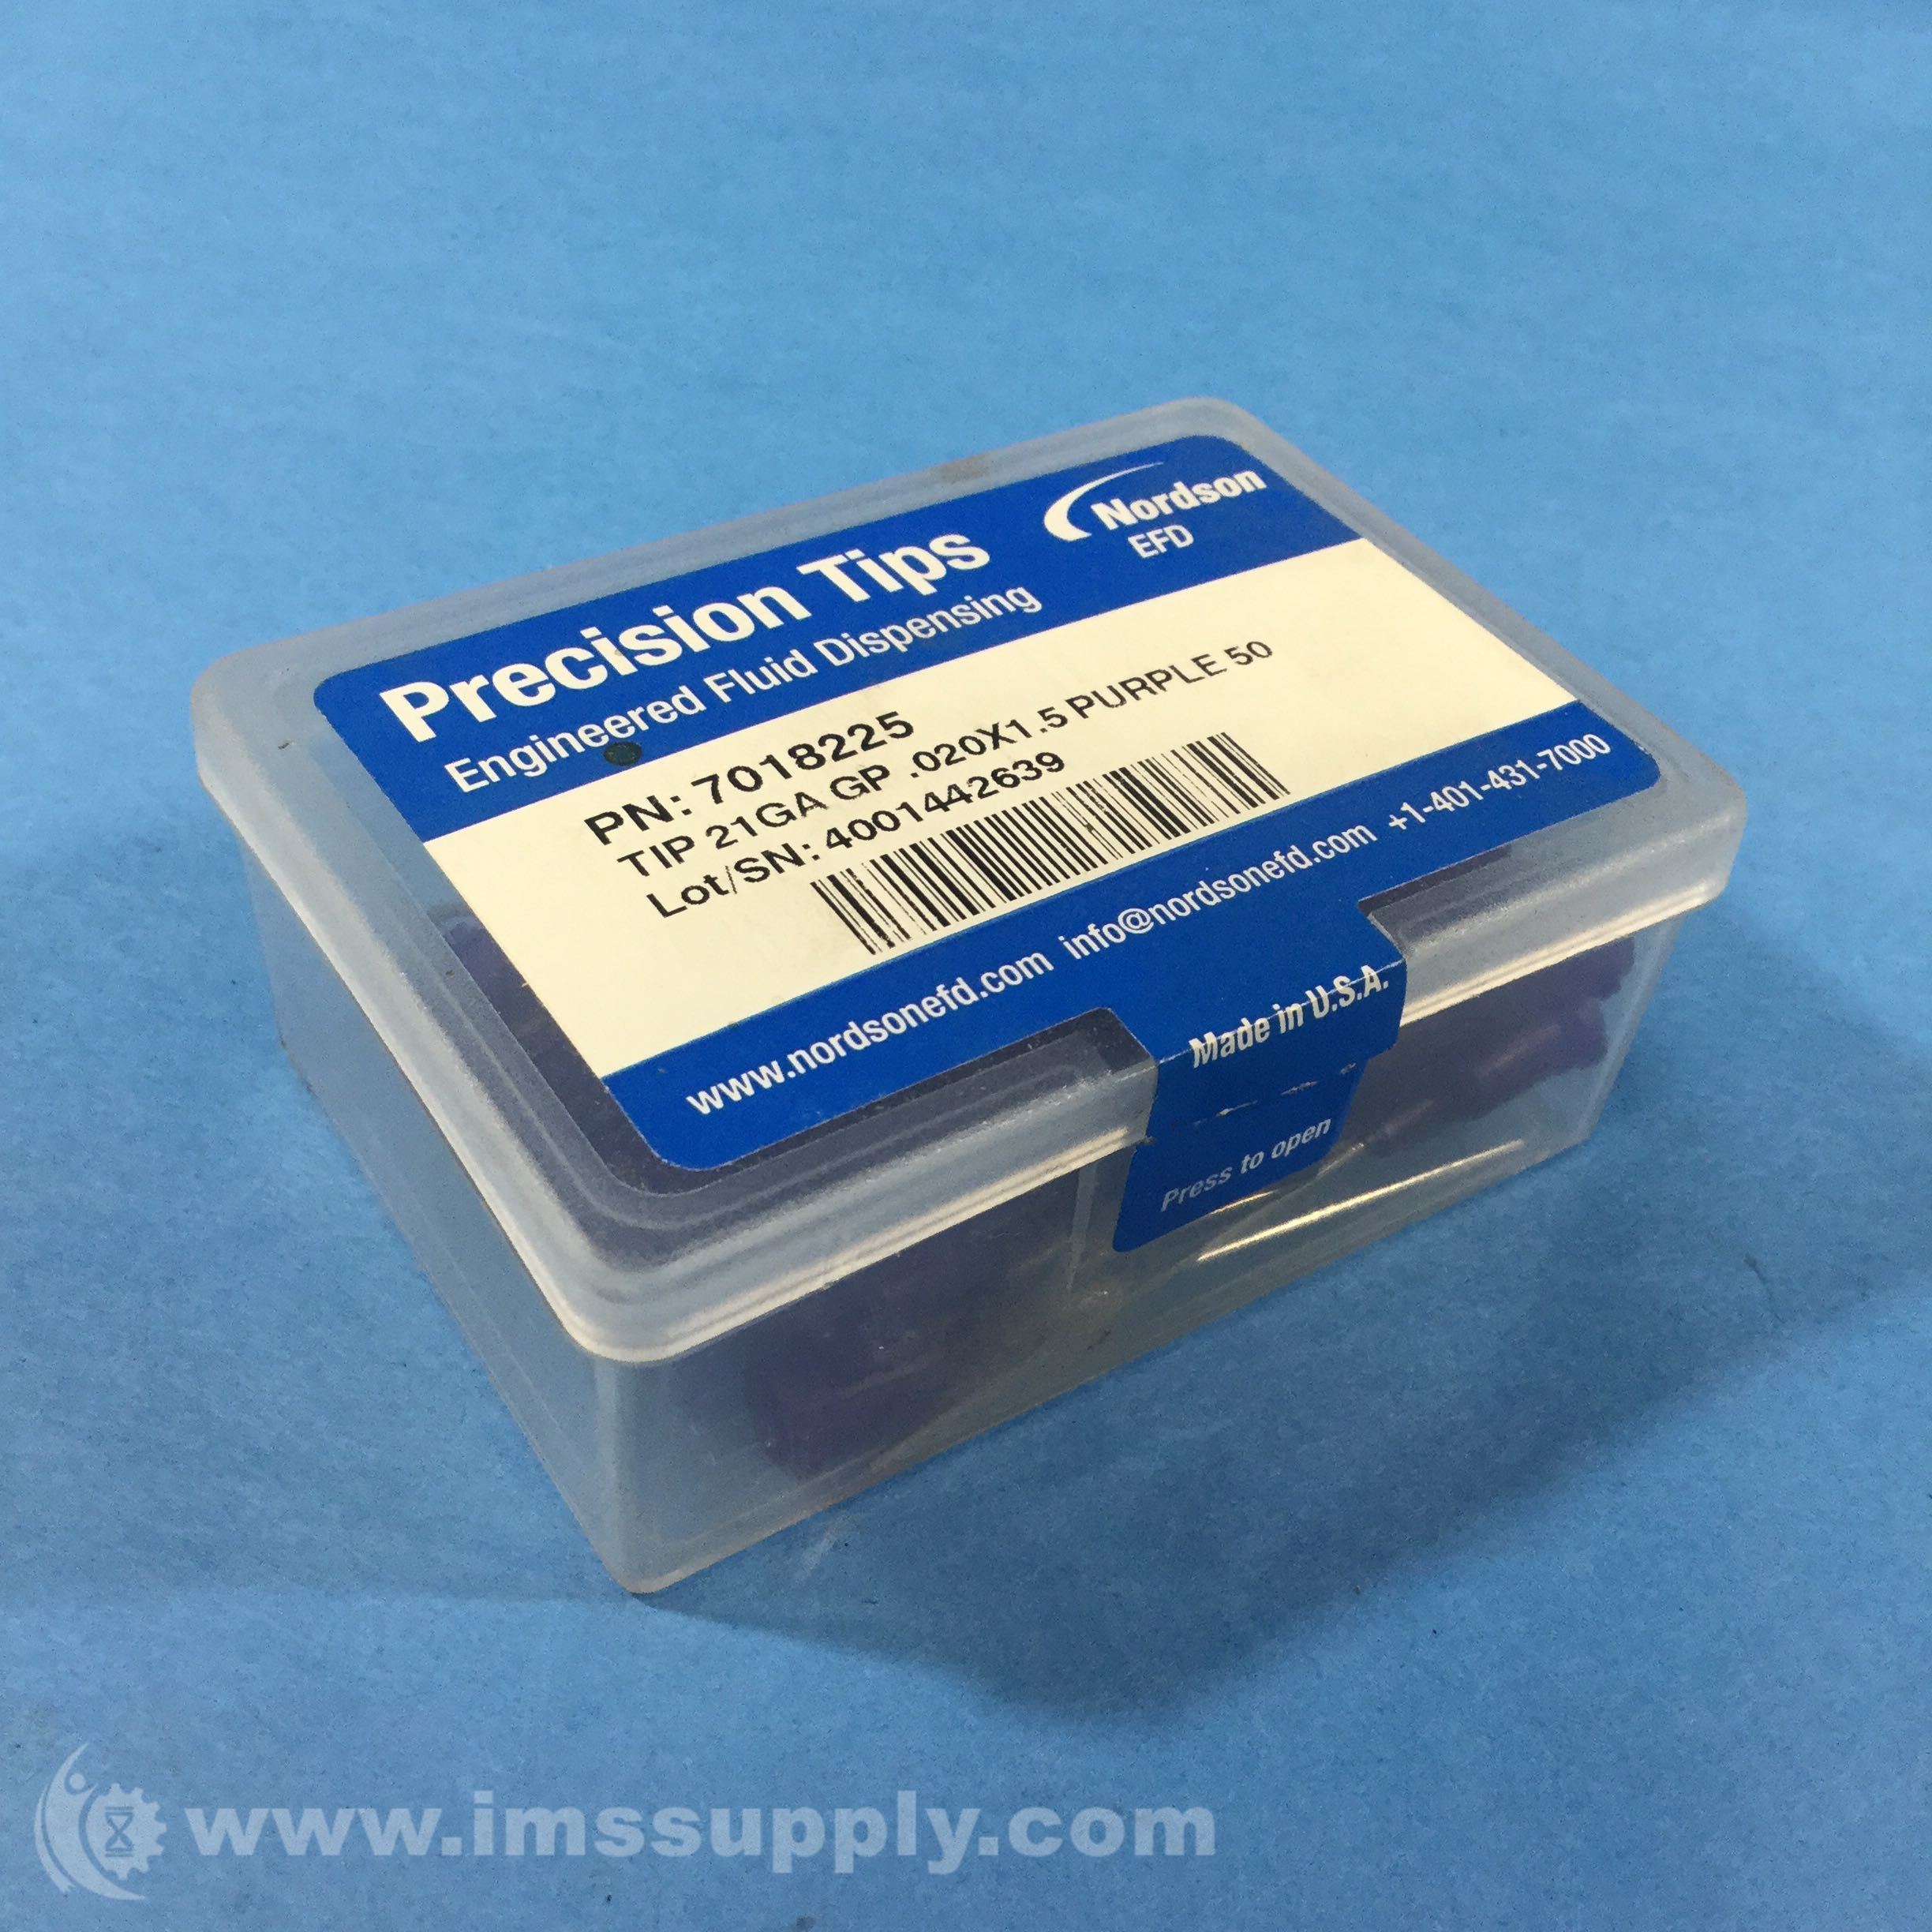 Nordson
EFD
Precision Tips
Engineered Fluid Dispensing
PN: 7018225
TIP 21GA GP .020X1.5 PURPLE 50
Lot/SN: 4001442639
www.nordsonefd.com info@nordsonefd.com +1-401-431-7000
Made in U.S.A.
Press to open
www.imssupply.com